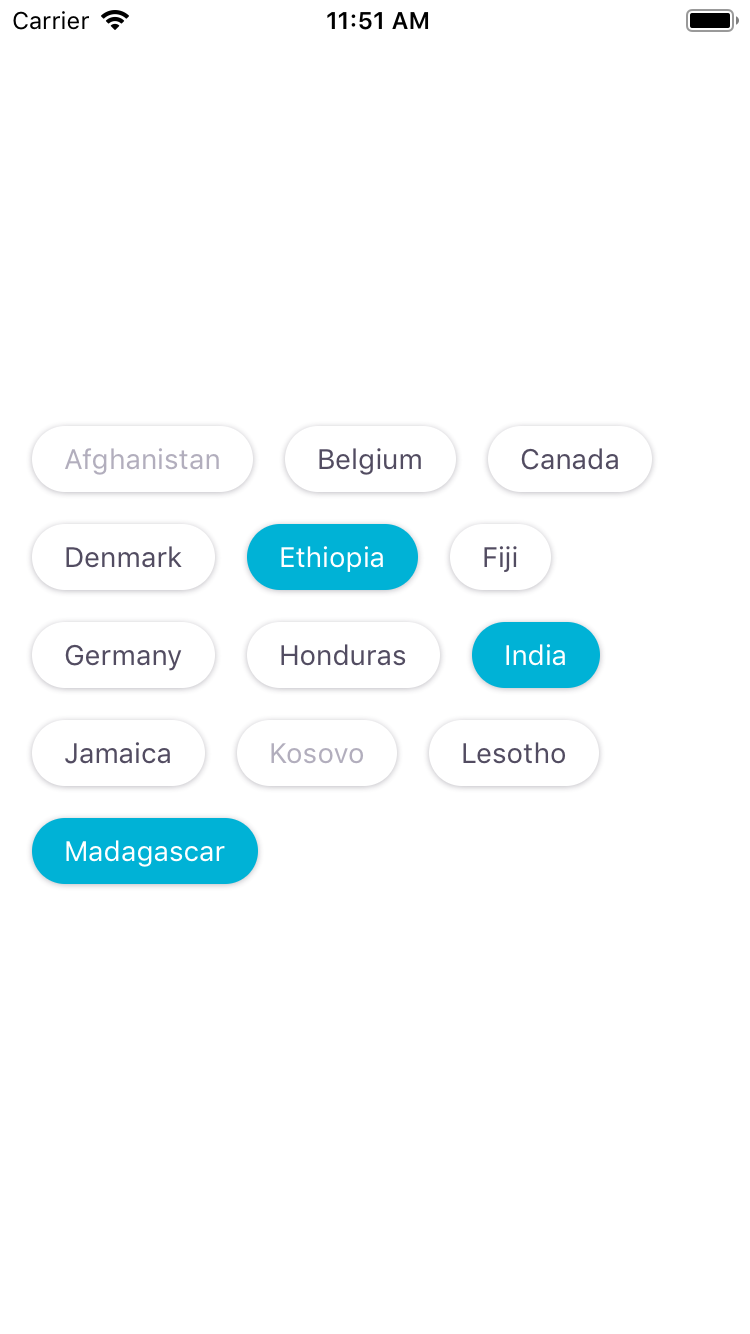 Carrier 11:51 AM
Afghanistan Belgium Canada
Denmark Ethiopia Fiji
Germany Honduras India
Jamaica Kosovo Lesotho
Madagascar